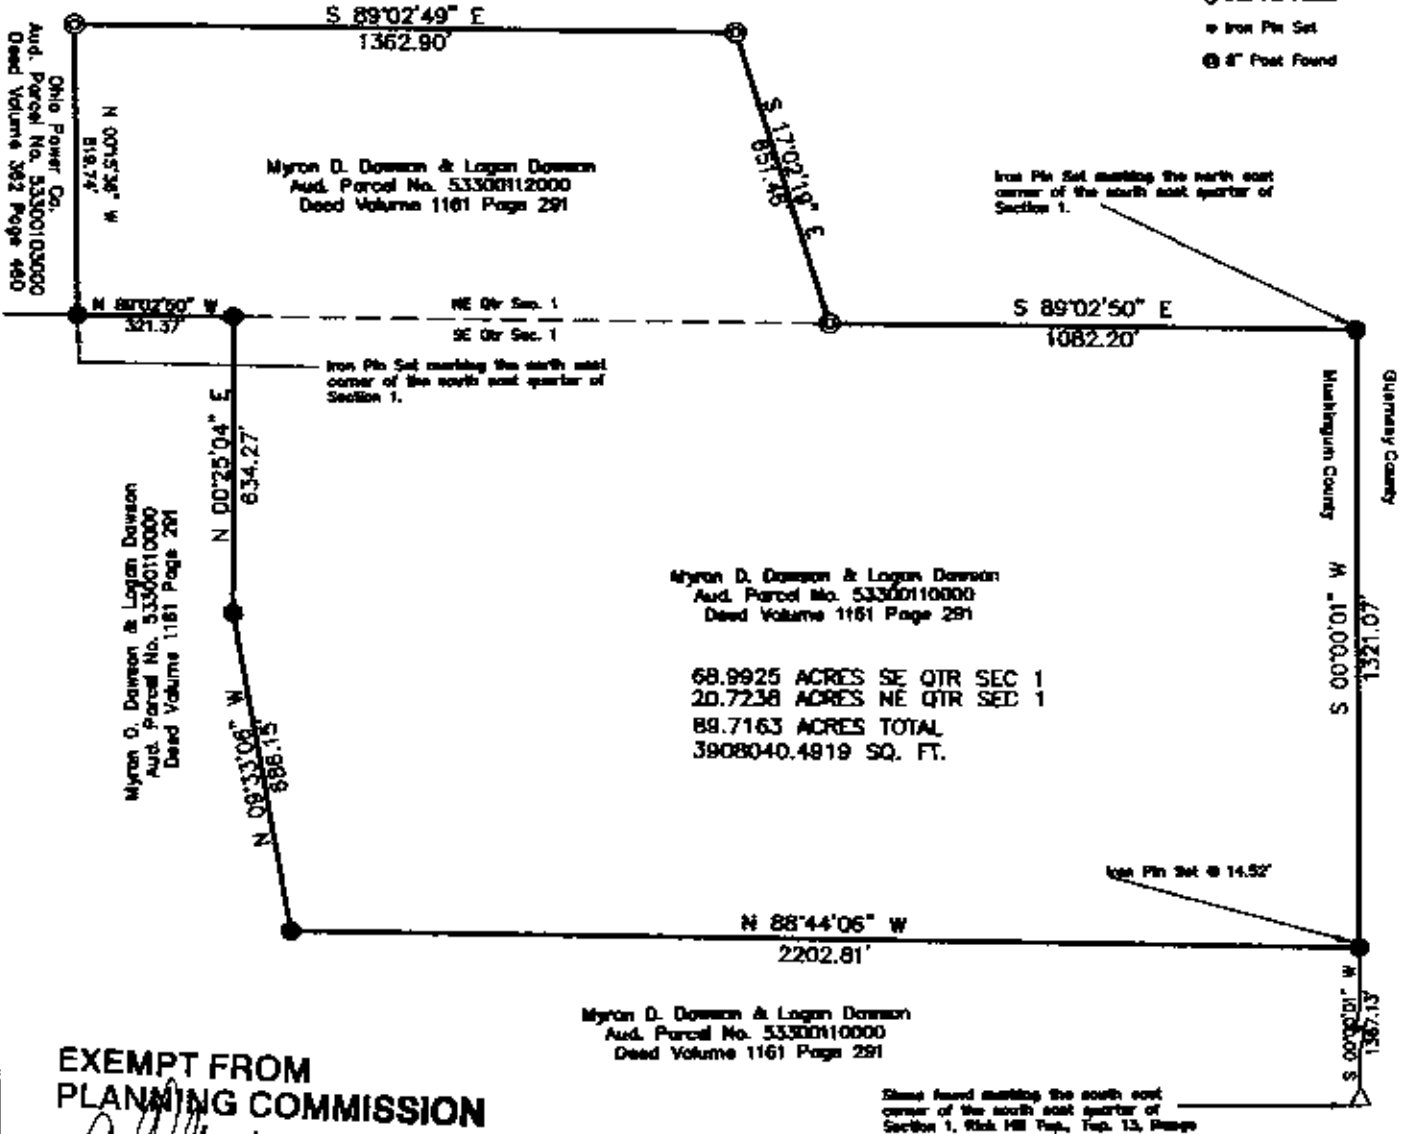 S 89°02'49" E
1362.90'
Iron Pin Set
8" Post Found
Ohio Power Co.
Aud. Parcel No. 53300103000
Deed Volume 362 Page 460
N 00°15'36" W
619.74'
Myron D. Dawson & Logan Dawson
Aud. Parcel No. 53300112000
Deed Volume 1161 Page 291
S 17°02'19" E
651.46'
Iron Pin Set marking the north east
corner of the south east quarter of
Section 1.
N 89°02'50" W
321.37'
NE Qtr Sec. 1
SE Qtr Sec. 1
S 89°02'50" E
1082.20'
Iron Pin Set marking the north east
corner of the south east quarter of
Section 1.
Guernsey County
Muskingum County
N 00°25'04" E
634.27'
S 00°00'01" W
1321.07'
Myron D. Dawson & Logan Dawson
Aud. Parcel No. 53300110000
Deed Volume 1161 Page 291
Myron D. Dawson & Logan Dawson
Aud. Parcel No. 53300110000
Deed Volume 1161 Page 291
68.9925 ACRES SE QTR SEC 1
20.7238 ACRES NE QTR SEC 1
89.7163 ACRES TOTAL
3908040.4919 SQ. FT.
N 09°33'06" W
686.15'
Iron Pin Set @ 14.52'
N 88°44'06" W
2202.81'
Myron D. Dawson & Logan Dawson
Aud. Parcel No. 53300110000
Deed Volume 1161 Page 291
S 00°00'01" W
1367.13'
EXEMPT FROM
PLANNING COMMISSION
Stone found marking the south east
corner of the south east quarter of
Section 1, Rich Hill Twp., Twp. 13, Range